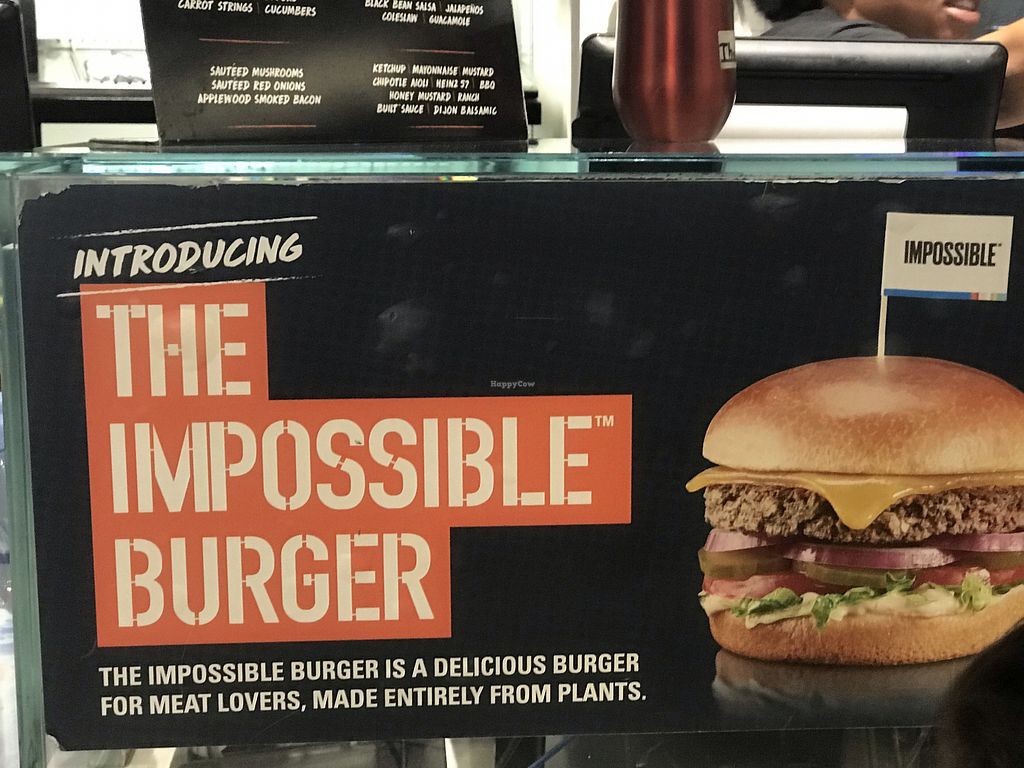 CARROT STRINGS | CUCUMBERS
BLACK BEAN SALSA | JALAPEÑOS
COLESLAW | GUACAMOLE
SAUTÉED MUSHROOMS
SAUTÉED RED ONIONS
APPLEWOOD SMOKED BACON
KETCHUP | MAYONNAISE | MUSTARD
CHIPOTLE AIOLI | HEINZ 57 | BBQ
HONEY MUSTARD | RANCH
BUILT SAUCE | DIJON BALSAMIC
Th
INTRODUCING
THE
IMPOSSIBLE™
BURGER
IMPOSSIBLE™
HappyCow
THE IMPOSSIBLE BURGER IS A DELICIOUS BURGER
FOR MEAT LOVERS, MADE ENTIRELY FROM PLANTS.